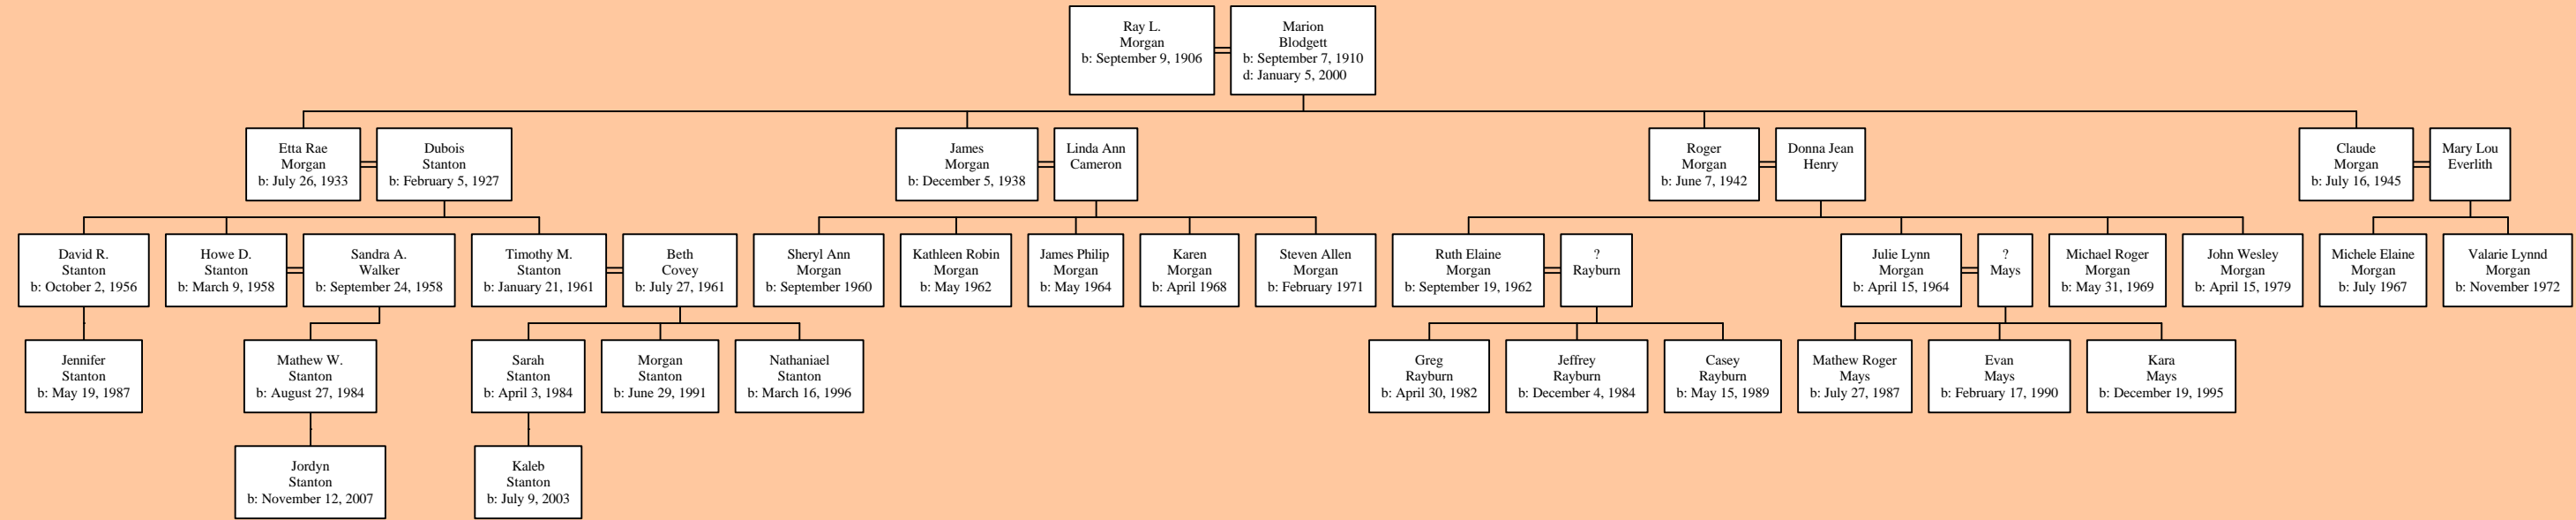 Ray L.
Morgan
b: September 9, 1906
Marion
Blodgett
b: September 7, 1910
d: January 5, 2000
Etta Rae
Morgan
b: July 26, 1933
Dubois
Stanton
b: February 5, 1927
James
Morgan
b: December 5, 1938
Linda Ann
Cameron
Roger
Morgan
b: June 7, 1942
Donna Jean
Henry
Claude
Morgan
b: July 16, 1945
Mary Lou
Everlith
David R.
Stanton
b: October 2, 1956
Howe D.
Stanton
b: March 9, 1958
Sandra A.
Walker
b: September 24, 1958
Timothy M.
Stanton
b: January 21, 1961
Beth
Covey
b: July 27, 1961
Sheryl Ann
Morgan
b: September 1960
Kathleen Robin
Morgan
b: May 1962
James Philip
Morgan
b: May 1964
Karen
Morgan
b: April 1968
Steven Allen
Morgan
b: February 1971
Ruth Elaine
Morgan
b: September 19, 1962
?
Rayburn
Julie Lynn
Morgan
b: April 15, 1964
?
Mays
Michael Roger
Morgan
b: May 31, 1969
John Wesley
Morgan
b: April 15, 1979
Michele Elaine
Morgan
b: July 1967
Valarie Lynnd
Morgan
b: November 1972
Jennifer
Stanton
b: May 19, 1987
Mathew W.
Stanton
b: August 27, 1984
Sarah
Stanton
b: April 3, 1984
Morgan
Stanton
b: June 29, 1991
Nathaniael
Stanton
b: March 16, 1996
Greg
Rayburn
b: April 30, 1982
Jeffrey
Rayburn
b: December 4, 1984
Casey
Rayburn
b: May 15, 1989
Mathew Roger
Mays
b: July 27, 1987
Evan
Mays
b: February 17, 1990
Kara
Mays
b: December 19, 1995
Jordyn
Stanton
b: November 12, 2007
Kaleb
Stanton
b: July 9, 2003